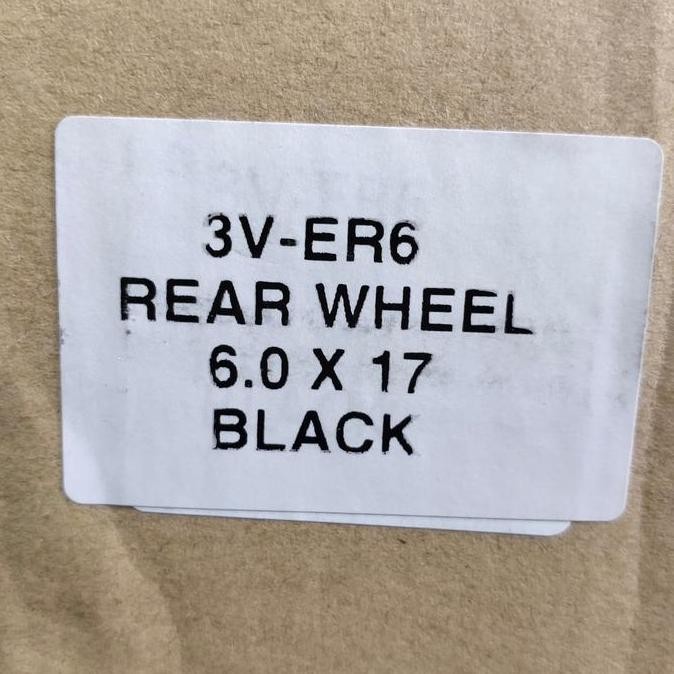 3V-ER6
REAR WHEEL
6.0 X 17
BLACK